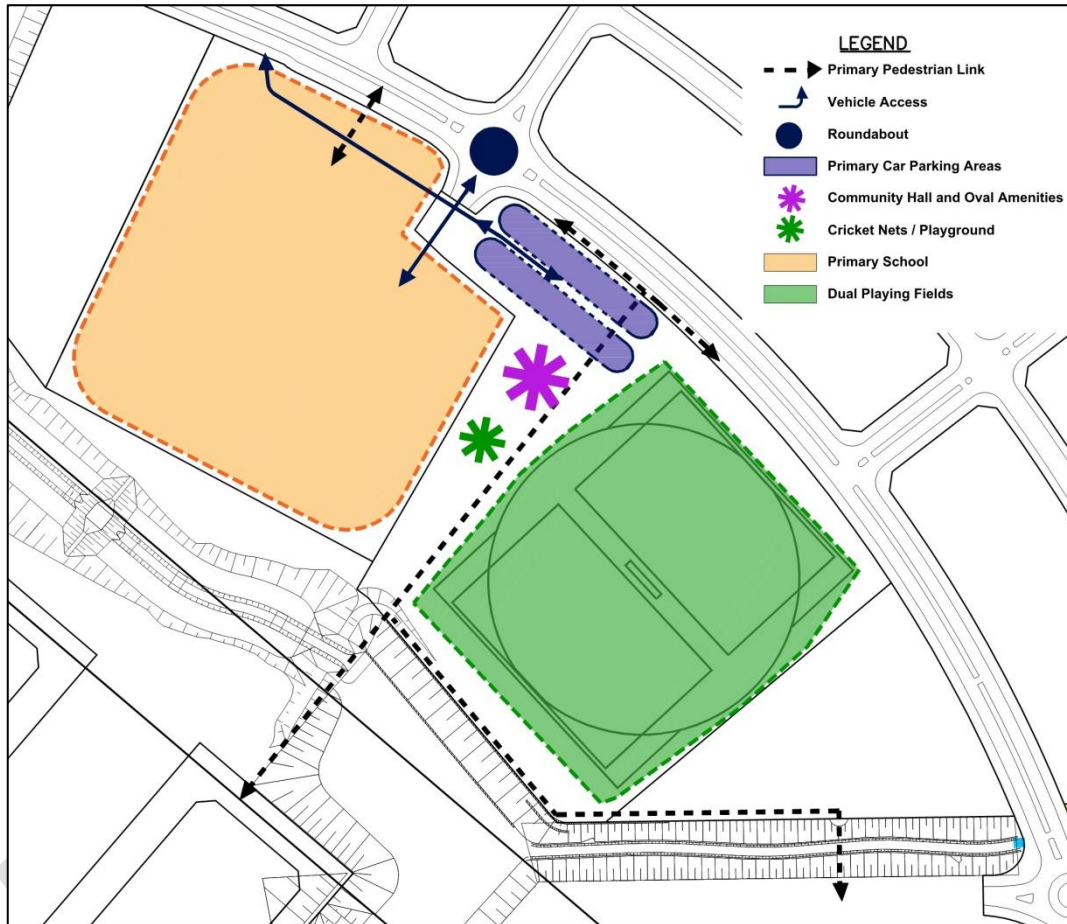 LEGEND
Primary Pedestrian Link
Vehicle Access
Roundabout
Primary Car Parking Areas
Community Hall and Oval Amenities
Cricket Nets / Playground
Primary School
Dual Playing Fields